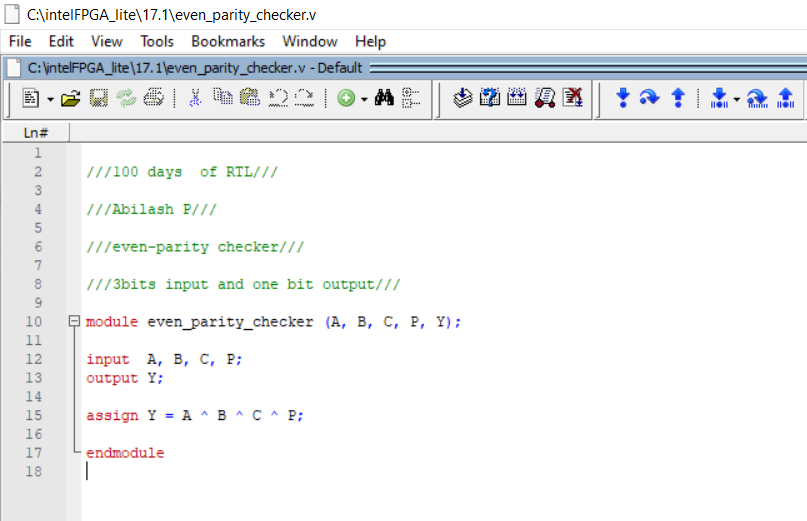 C:\intelFPGA_lite\17.1\even_parity_checker.v
File Edit View Tools Bookmarks Window Help
C:\intelFPGA_lite\17.1\even_parity_checker.v - Default
Ln#
1
2 ///100 days  of RTL///
3
4 ///Abilash P///
5
6 ///even-parity checker///
7
8 ///3bits input and one bit output///
9
10 module even_parity_checker (A, B, C, P, Y);
11
12 input  A, B, C, P;
13 output Y;
14
15 assign Y = A ^ B ^ C ^ P;
16
17 endmodule
18